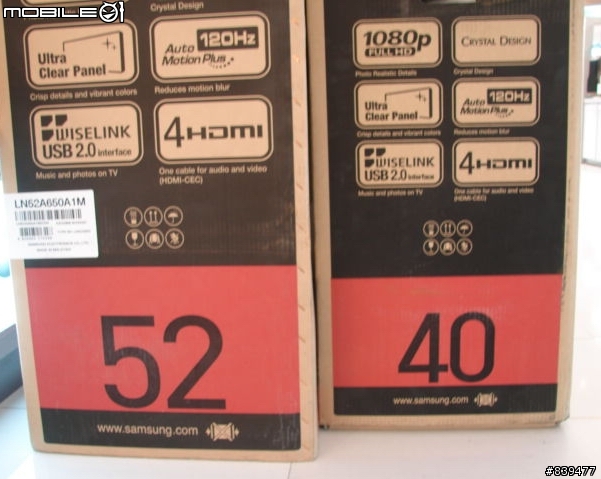 MOBILE01
Crystal Design
Ultra
Clear Panel
Crisp details and vibrant colors
Auto 120Hz
Motion Plus
Reduces motion blur
WISELINK
USB 2.0 interface
Music and photos on TV
4HDMI
One cable for audio and video
(HDMI-CEC)
LN52A650A1M
52
www.samsung.com
1080p
FULL HD
Photo Realistic Details
CRYSTAL DESIGN
Crystal Design
Ultra
Clear Panel
Crisp details and vibrant colors
Auto 120Hz
Motion Plus
Reduces motion blur
WISELINK
USB 2.0 interface
Music and photos on TV
4HDMI
One cable for audio and video
(HDMI-CEC)
40
www.samsung.com
#839477